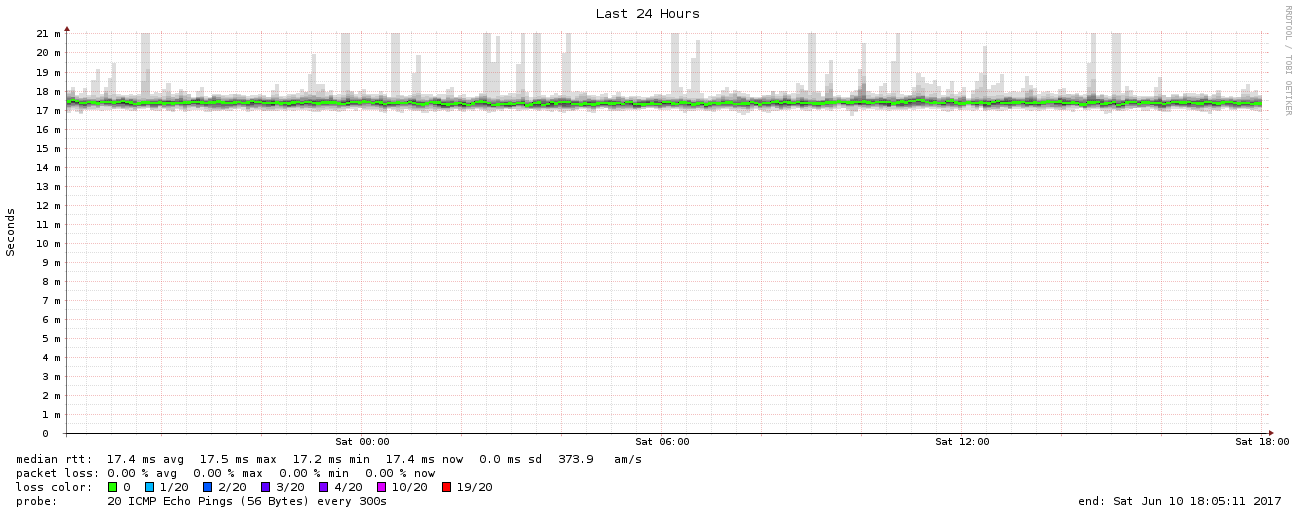 Last 24 Hours
RRDTOOL / TOBI OETIKER
21 m
20 m
19 m
18 m
17 m
16 m
15 m
14 m
13 m
12 m
11 m
10 m
9 m
8 m
7 m
6 m
5 m
4 m
3 m
2 m
1 m
0
Seconds
Sat 00:00 Sat 06:00 Sat 12:00 Sat 18:00
median rtt: 17.4 ms avg 17.5 ms max 17.2 ms min 17.4 ms now 0.0 ms sd 373.9 am/s
packet loss: 0.00 % avg 0.00 % max 0.00 % min 0.00 % now
loss color: 0 1/20 2/20 3/20 4/20 10/20 19/20
probe: 20 ICMP Echo Pings (56 Bytes) every 300s end: Sat Jun 10 18:05:11 2017